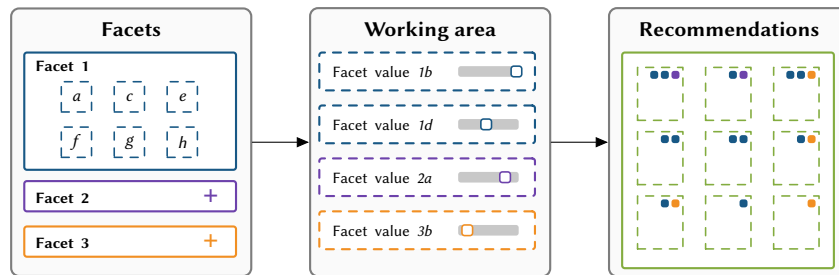 Facets
Facet 1
a c e
f g h
Facet 2 +
Facet 3 +
Working area
Facet value 1b
Facet value 1d
Facet value 2a
Facet value 3b
Recommendations